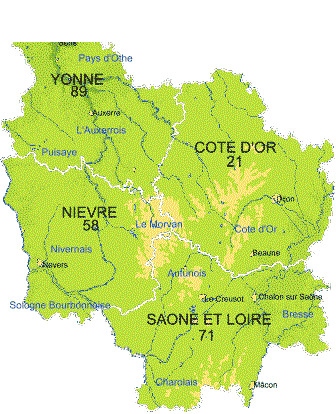 Sens
Pays d'Othe
YONNE
89
Auxerre
L'Auxerrois
Puisaye
COTE D'OR
21
Dijon
NIEVRE
58
Le Morvan
Cote d'Or
Nivernais
Beaune
Nevers
Autunois
Sologne Bourbonnaise
Le Creusot
Chalon sur Saône
Bresse
SAONE ET LOIRE
71
Charolais
Mâcon